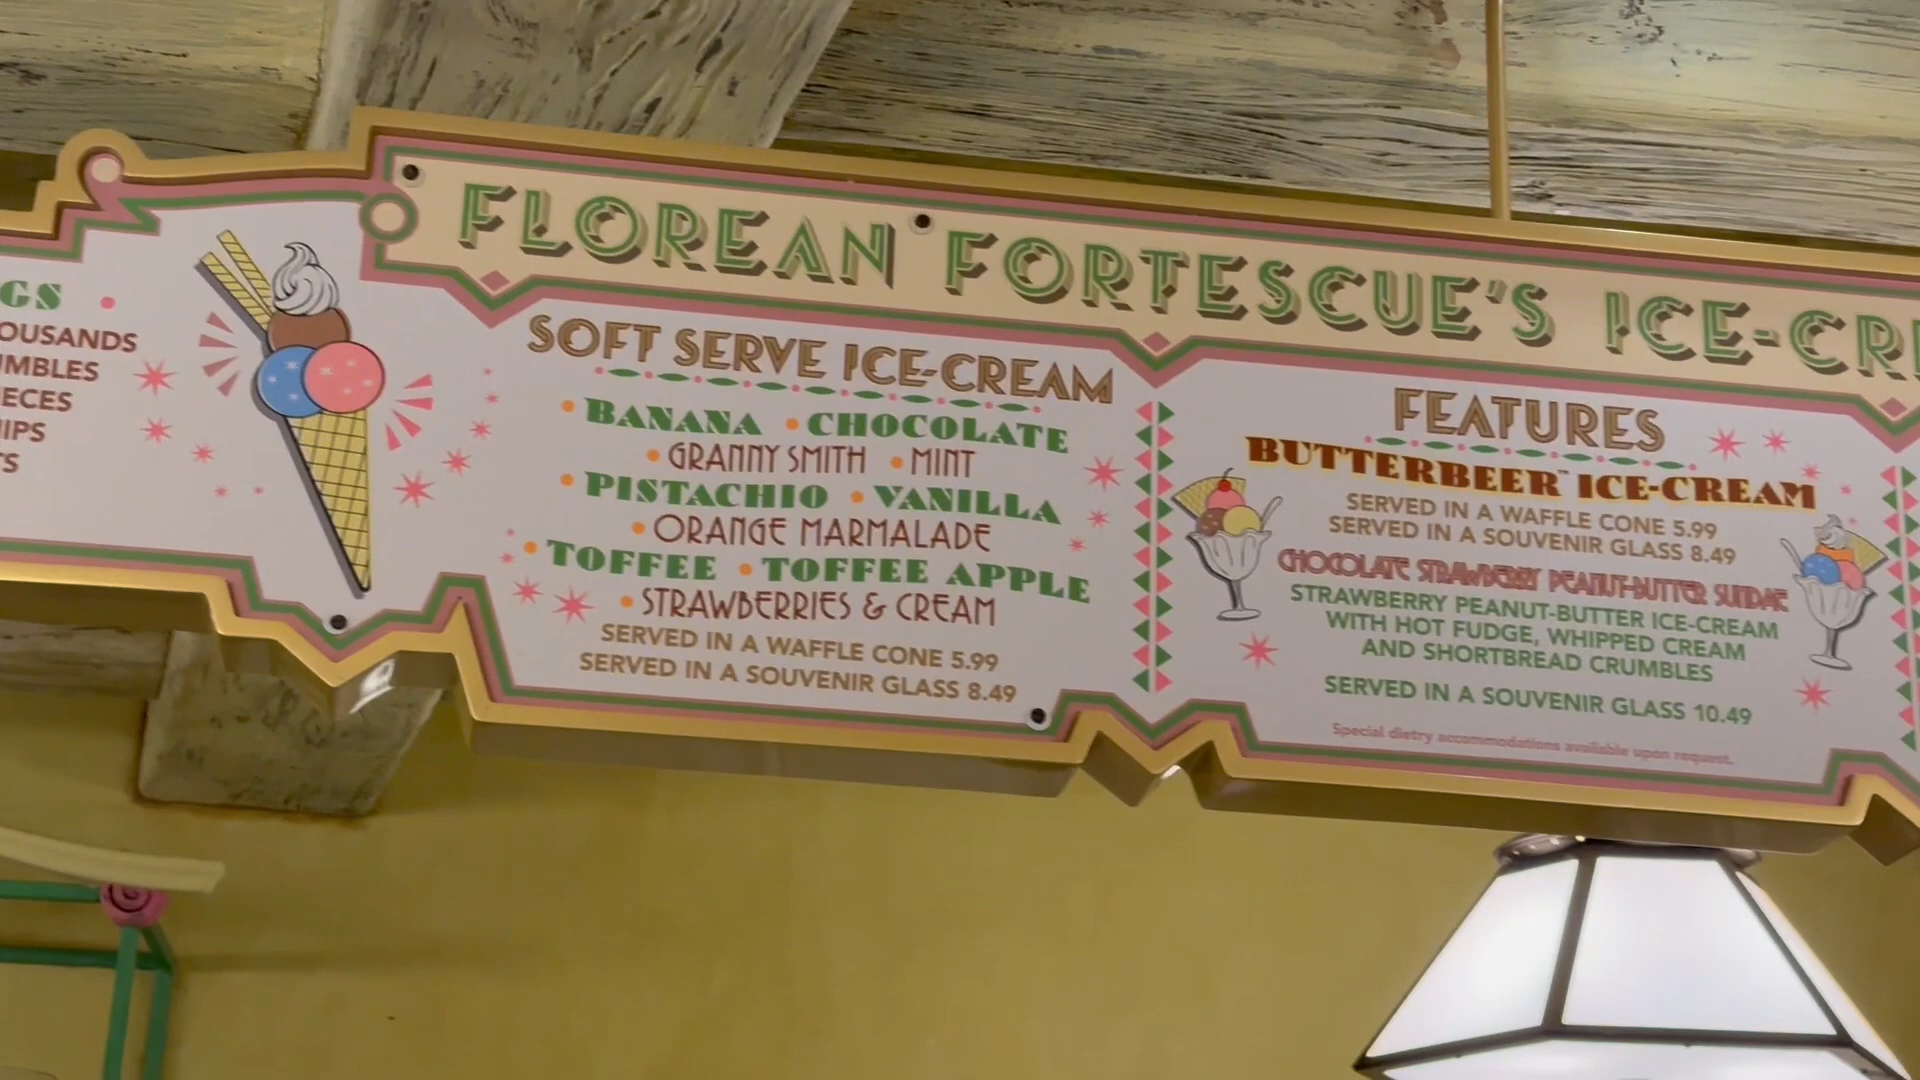 FLOREAN FORTESCUE'S ICE-CR
GS
OUSANDS
UMBLES
ECES
IPS
TS
SOFT SERVE ICE-CREAM
• BANANA • CHOCOLATE
• GRANNY SMITH • MINT
• PISTACHIO • VANILLA
• ORANGE MARMALADE
• TOFFEE • TOFFEE APPLE
• STRAWBERRIES & CREAM
SERVED IN A WAFFLE CONE 5.99
SERVED IN A SOUVENIR GLASS 8.49
FEATURES
BUTTERBEER™ ICE-CREAM
SERVED IN A WAFFLE CONE 5.99
SERVED IN A SOUVENIR GLASS 8.49
CHOCOLATE STRAWBERRY PEANUT-BUTTER SUNDAE
STRAWBERRY PEANUT-BUTTER ICE-CREAM
WITH HOT FUDGE, WHIPPED CREAM
AND SHORTBREAD CRUMBLES
SERVED IN A SOUVENIR GLASS 10.49
Special dietry accommodations available upon request.